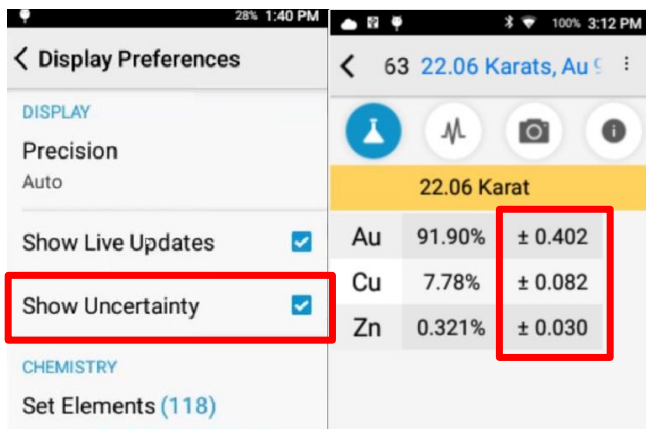 28% 1:40 PM
Display Preferences
DISPLAY
Precision
Auto
Show Live Updates
Show Uncertainty
CHEMISTRY
Set Elements (118)
100% 3:12 PM
63 22.06 Karats, Au 9
22.06 Karat
Au 91.90% ± 0.402
Cu 7.78% ± 0.082
Zn 0.321% ± 0.030